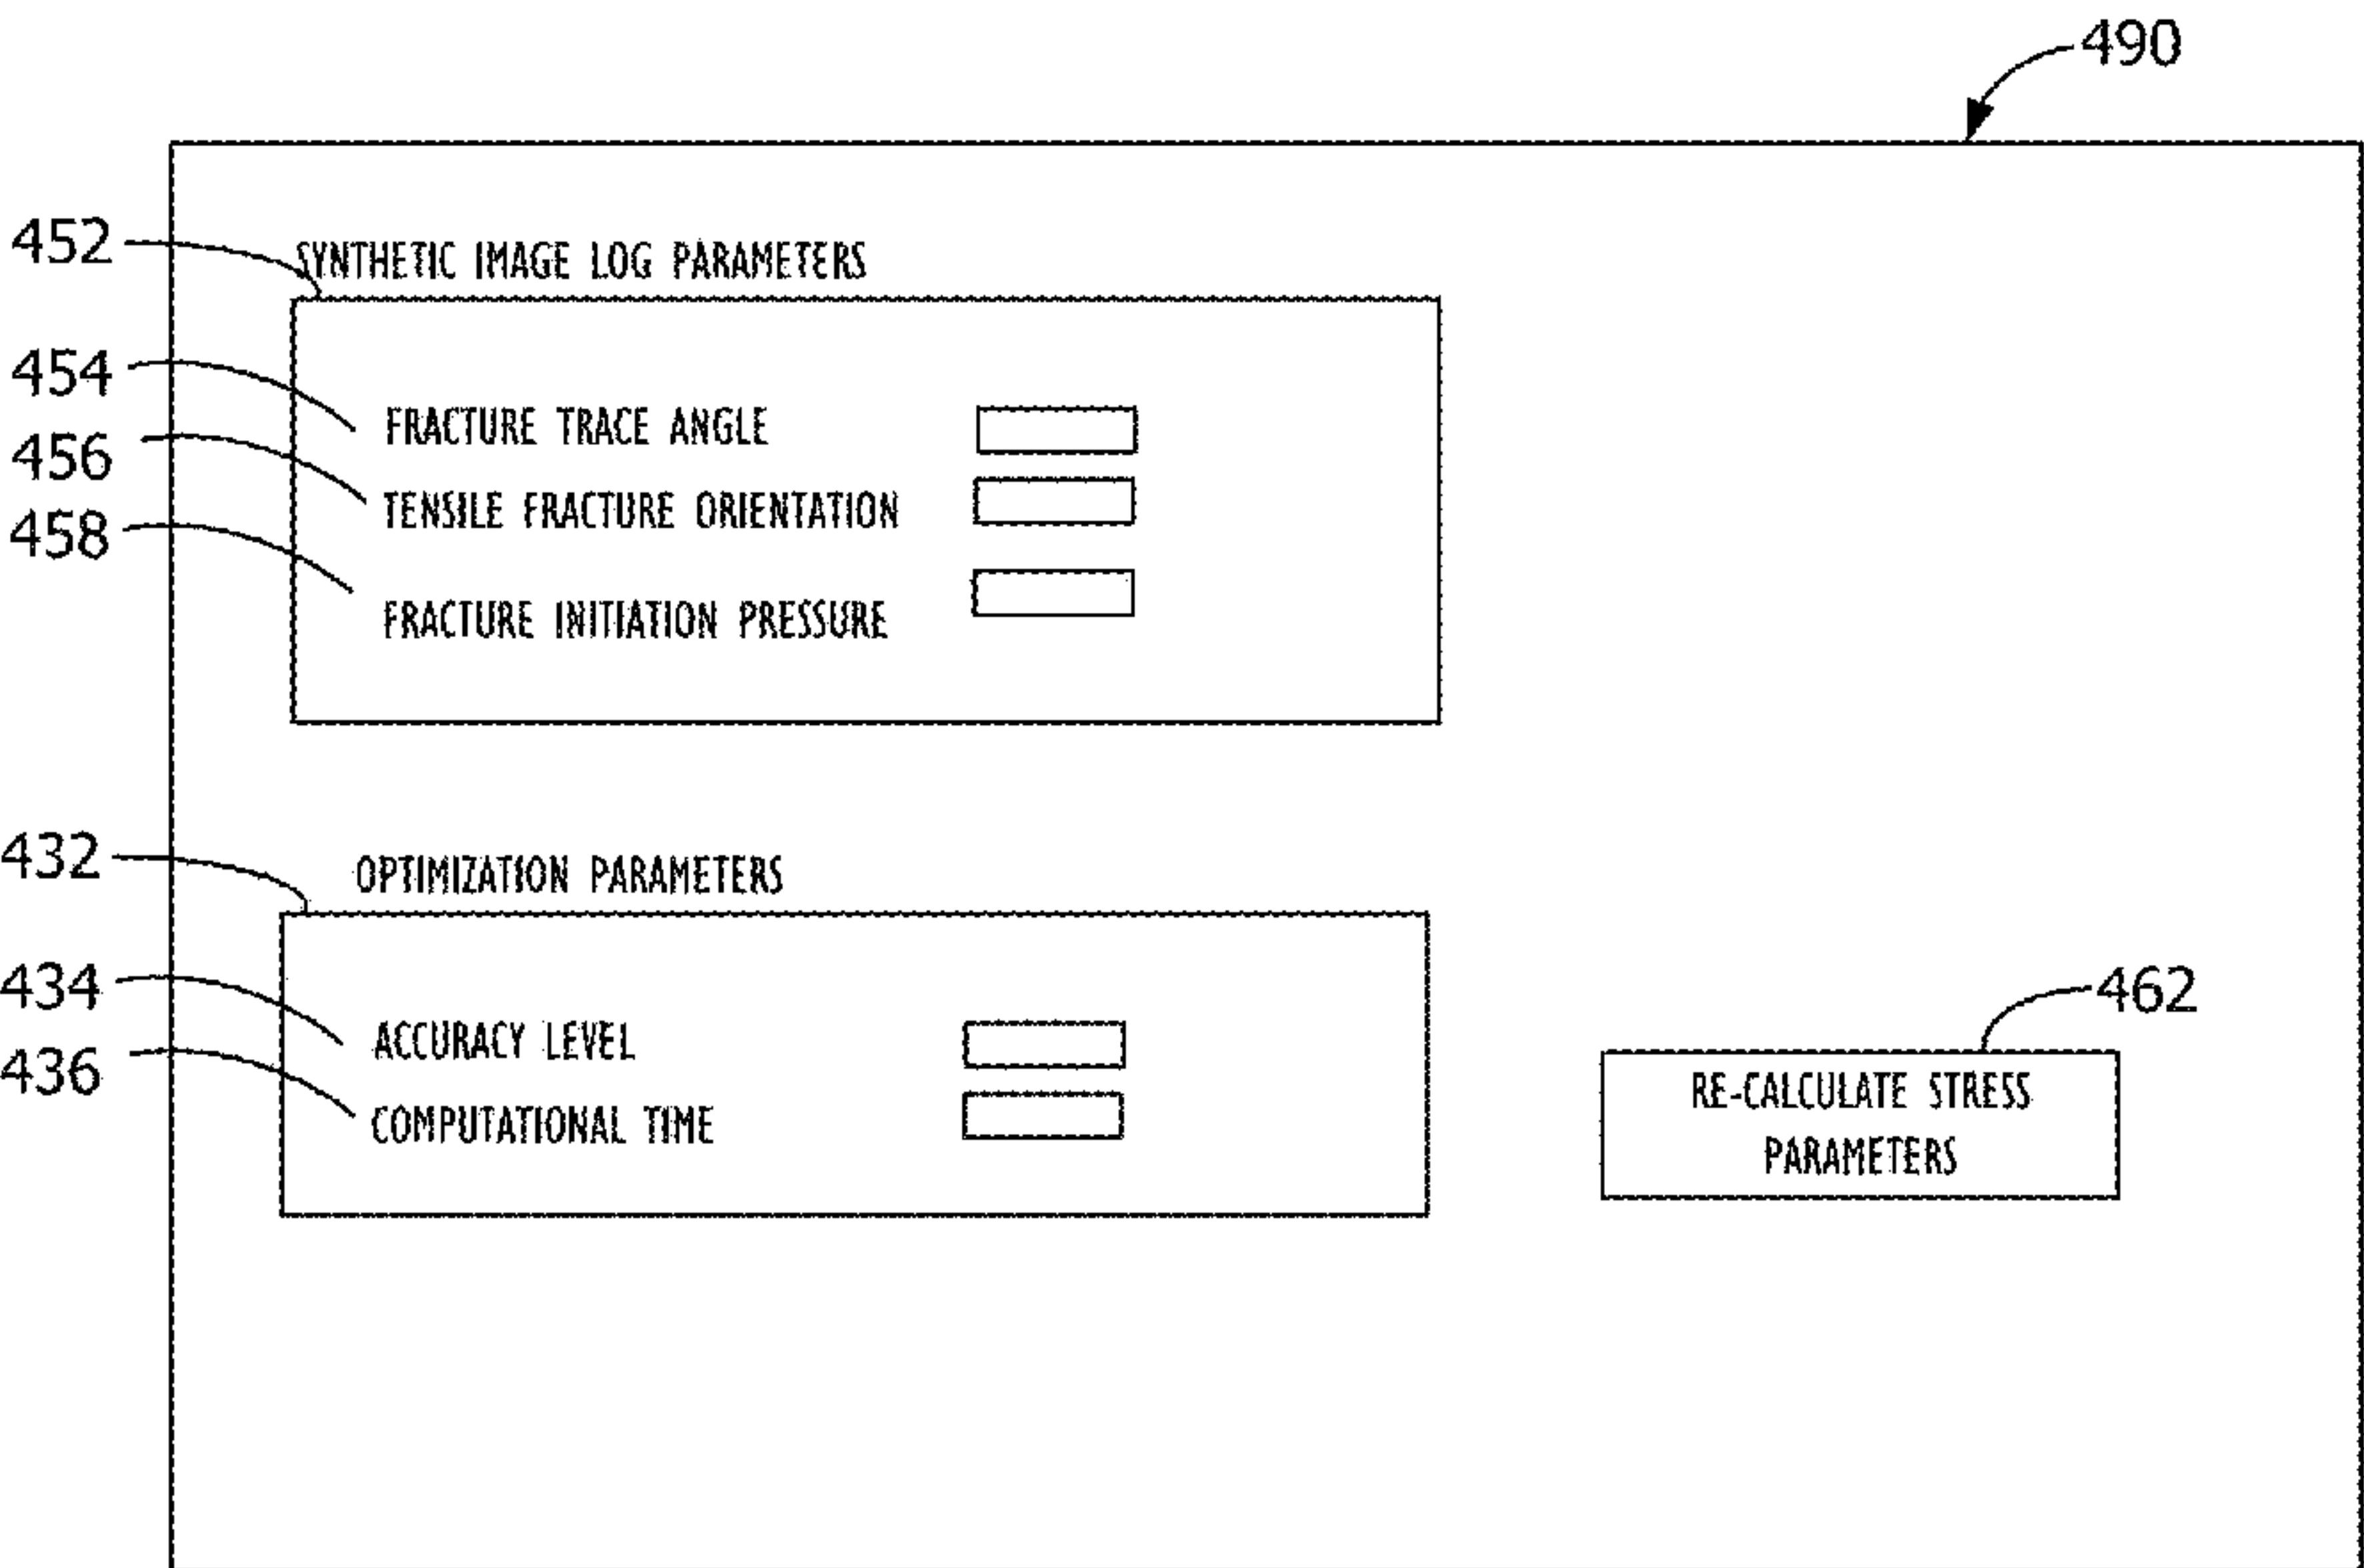 490
452
SYNTHETIC IMAGE LOG PARAMETERS
454
FRACTURE TRACE ANGLE
456
TENSILE FRACTURE ORIENTATION
458
FRACTURE INITIATION PRESSURE
432
OPTIMIZATION PARAMETERS
434
ACCURACY LEVEL
436
COMPUTATIONAL TIME
462
RE-CALCULATE STRESS
PARAMETERS